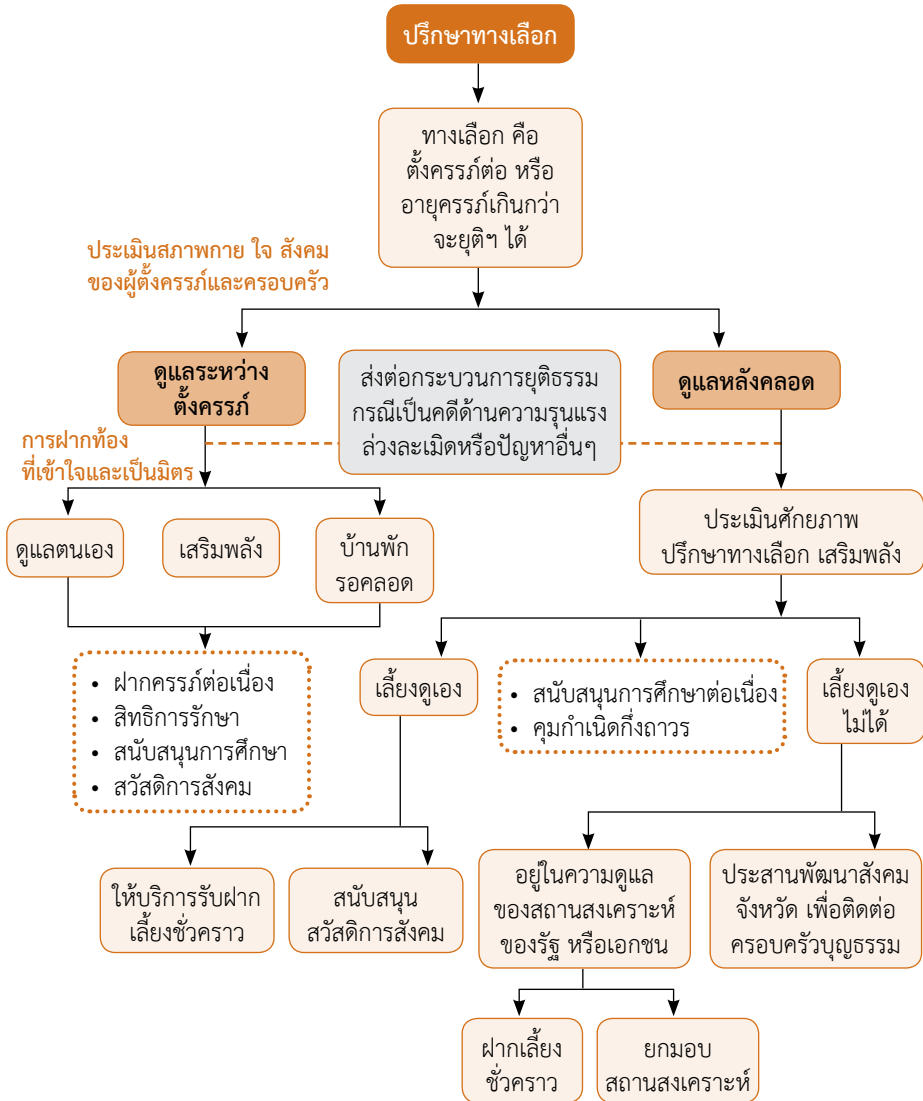 ปรึกษาทางเลือก
ทางเลือก คือ
ตั้งครรภ์ต่อ หรือ
อายุครรภ์เกินกว่า
จะยุติฯ ได้
ประเมินสภาพกาย ใจ สังคม
ของผู้ตั้งครรภ์และครอบครัว
ดูแลระหว่าง
ตั้งครรภ์
ส่งต่อกระบวนการยุติธรรม
กรณีเป็นคดีด้านความรุนแรง
ล่วงละเมิดหรือปัญหาอื่นๆ
ดูแลหลังคลอด
การฝากท้อง
ที่เข้าใจและเป็นมิตร
ดูแลตนเอง
เสริมพลัง
บ้านพัก
รอคลอด
ประเมินศักยภาพ
ปรึกษาทางเลือก เสริมพลัง
• ฝากครรภ์ต่อเนื่อง
• สิทธิการรักษา
• สนับสนุนการศึกษา
• สวัสดิการสังคม
เลี้ยงดูเอง
• สนับสนุนการศึกษาต่อเนื่อง
• คุมกำเนิดกึ่งถาวร
เลี้ยงดูเอง
ไม่ได้
ให้บริการรับฝาก
เลี้ยงชั่วคราว
สนับสนุน
สวัสดิการสังคม
อยู่ในความดูแล
ของสถานสงเคราะห์
ของรัฐ หรือเอกชน
ประสานพัฒนาสังคม
จังหวัด เพื่อติดต่อ
ครอบครัวบุญธรรม
ฝากเลี้ยง
ชั่วคราว
ยกมอบ
สถานสงเคราะห์